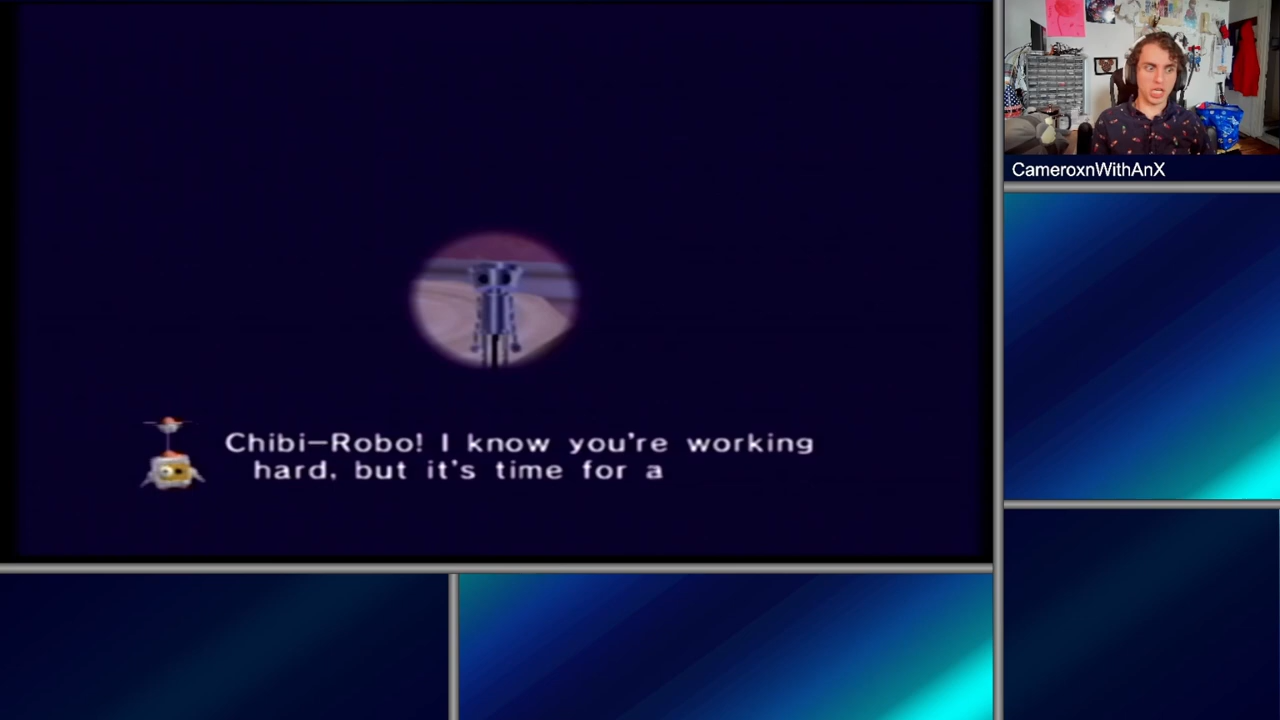 CameroxnWithAnX
Chibi-Robo! I know you're working
hard, but it's time for a